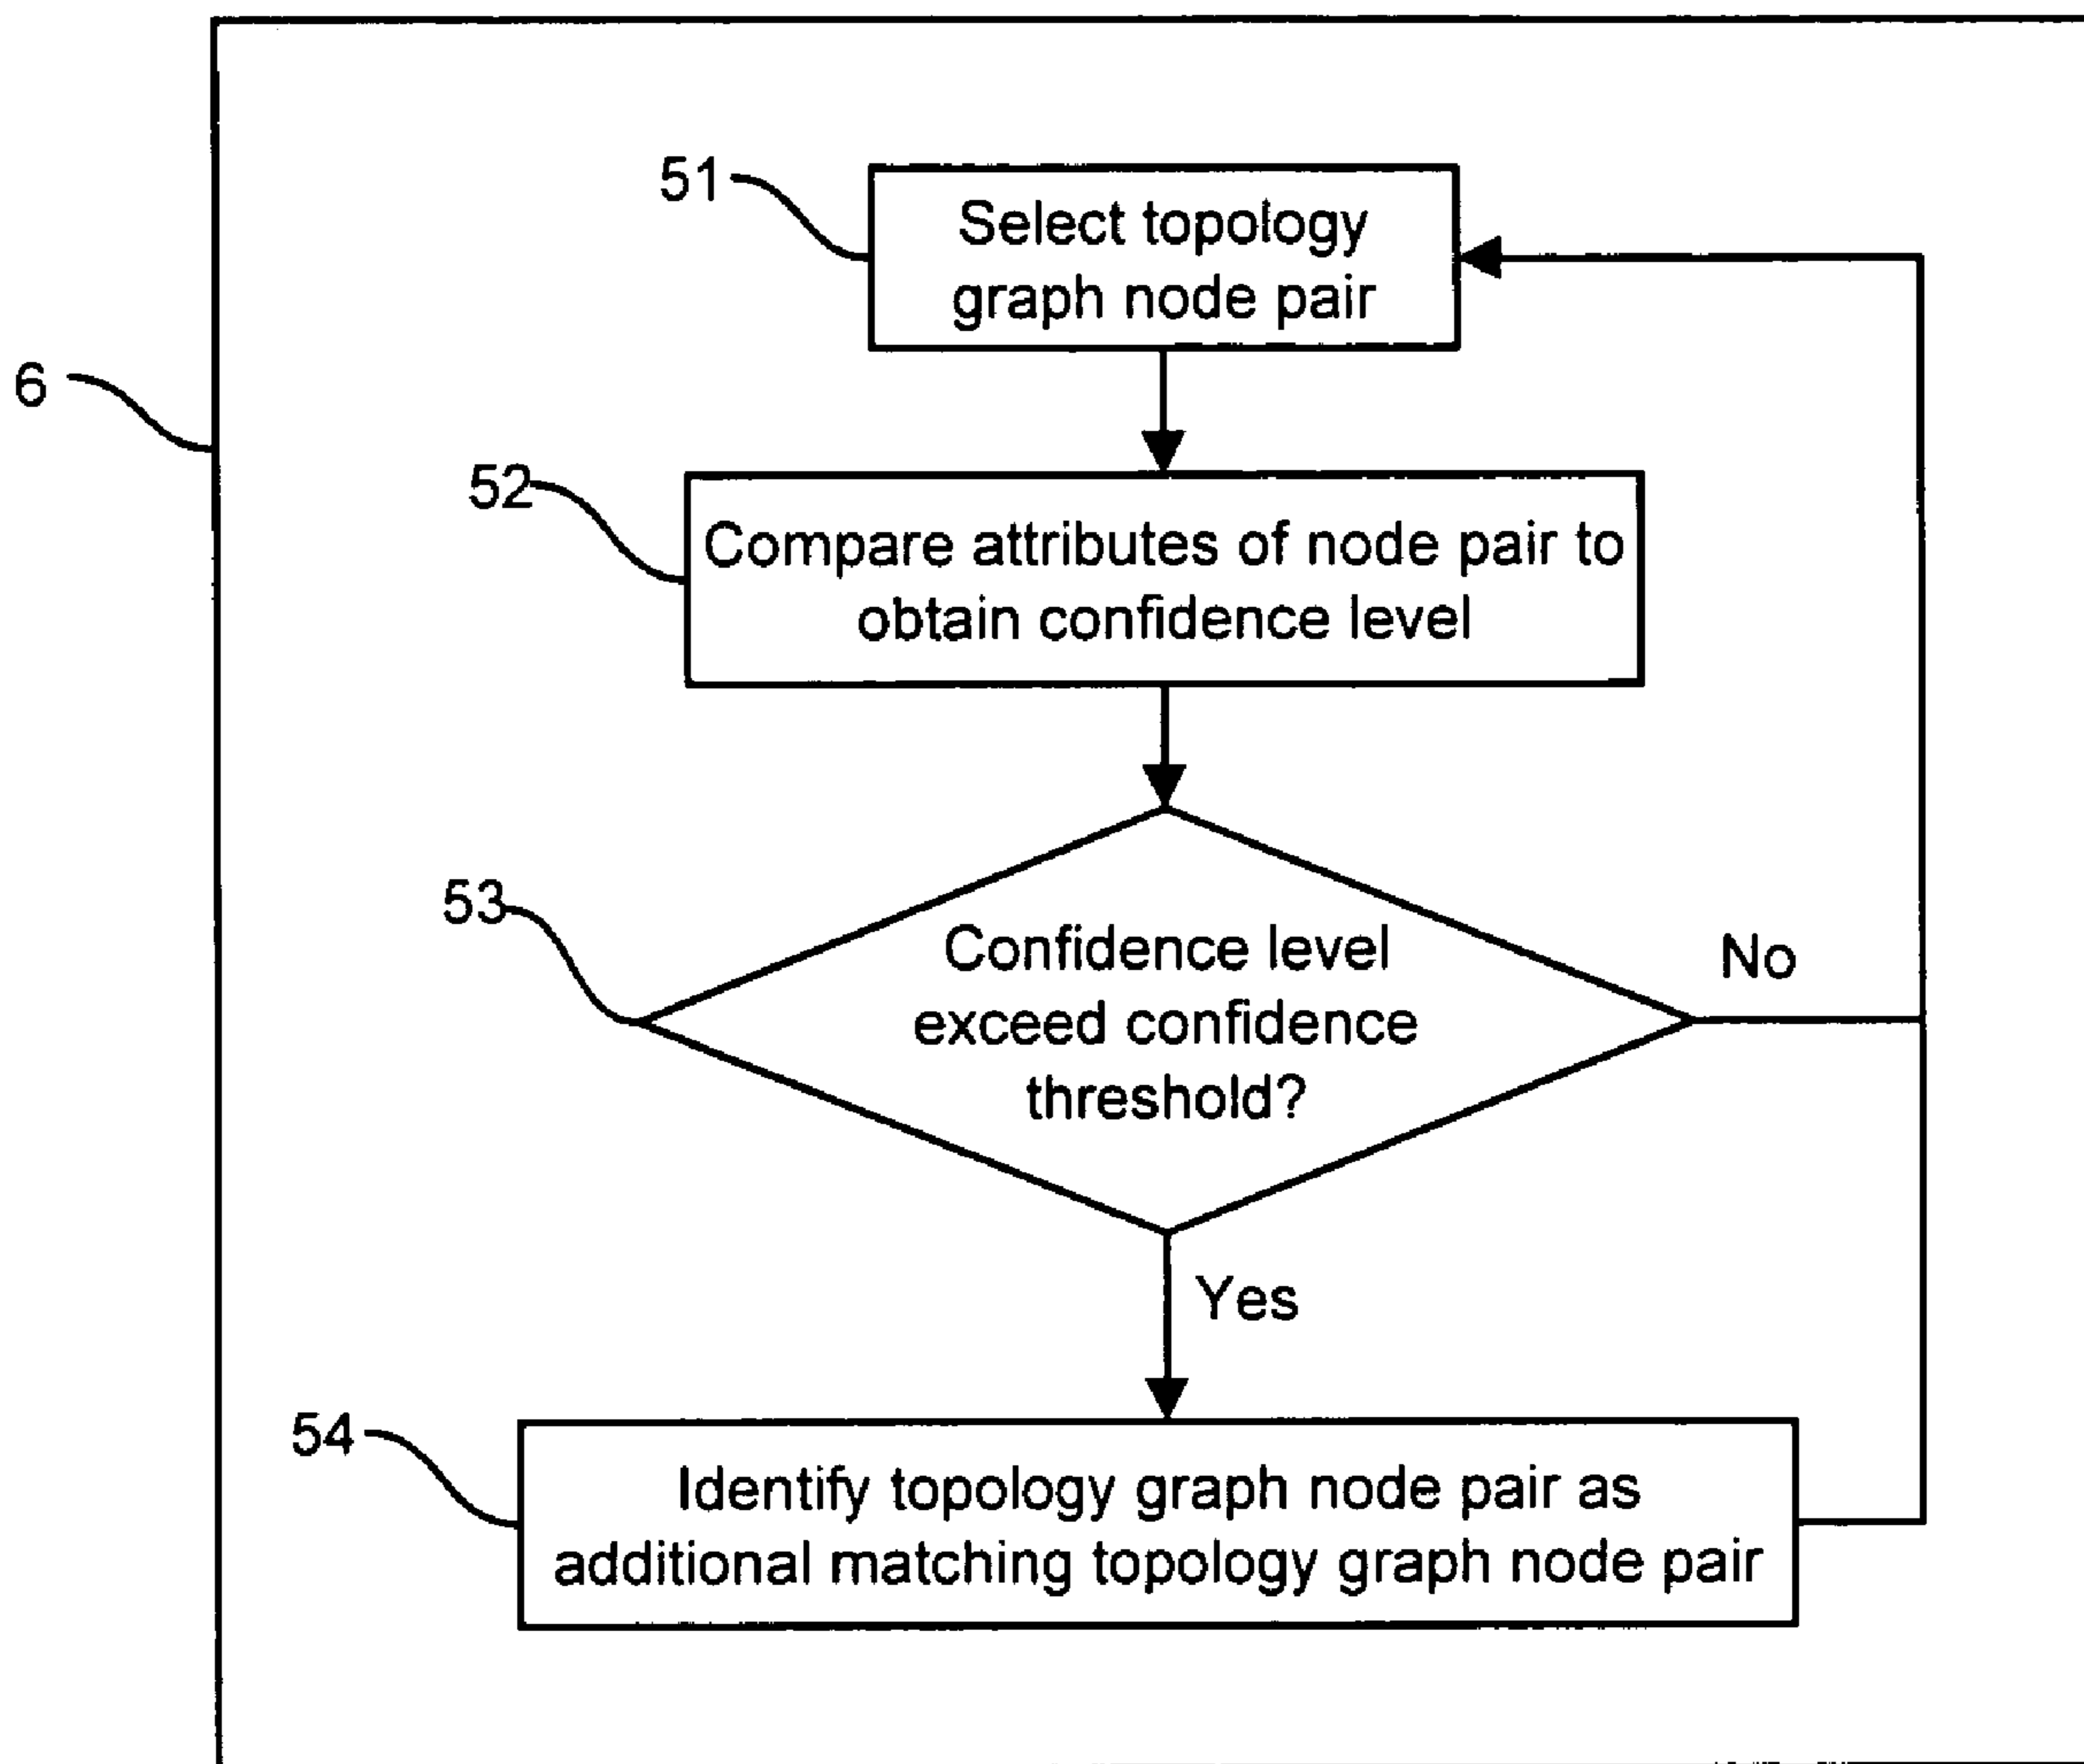 51
Select topology
graph node pair
6
52
Compare attributes of node pair to
obtain confidence level
53
Confidence level
exceed confidence
threshold?
No
Yes
54
Identify topology graph node pair as
additional matching topology graph node pair